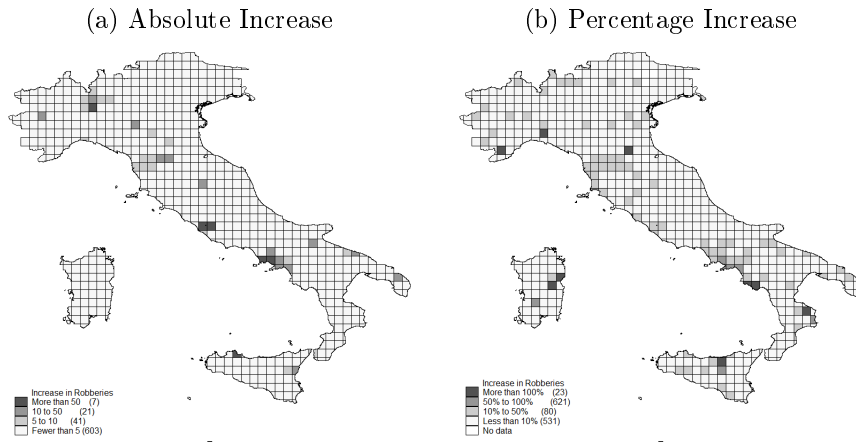 (a) Absolute Increase
(b) Percentage Increase
Increase in Robberies
More than 50 (7)
10 to 50 (21)
5 to 10 (41)
Fewer than 5 (603)
Increase in Robberies
More than 100% (23)
50% to 100% (621)
10% to 50% (80)
Less than 10% (531)
No data